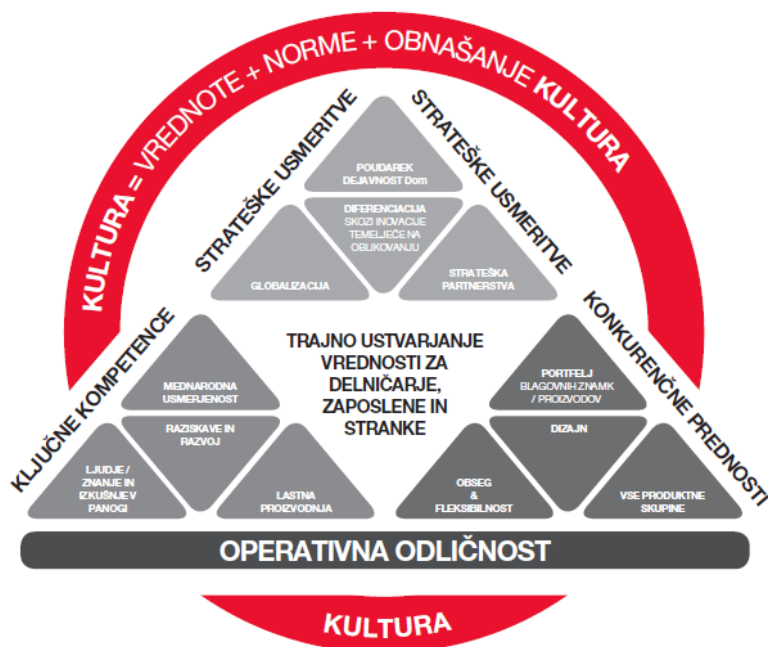 KULTURA = VREDNOTE + NORME + OBNAŠANJE KULTURA
STRATEŠKE USMERITVE
STRATEŠKE USMERITVE
POUDAREK
DEJAVNOST Dom
DIFERENCIACIJA
SKOZI INOVACIJE
TEMELJEČE NA
OBLIKOVANJU
GLOBALIZACIJA
STRATEŠKA
PARTNERSTVA
KLJUČNE KOMPETENCE
TRAJNO USTVARJANJE
VREDNOSTI ZA
DELNIČARJE,
ZAPOSLENE IN
STRANKE
KONKURENČNE PREDNOSTI
MEDNARODNA
USMERJENOST
RAZISKAVE IN
RAZVOJ
LJUDJE /
ZNANJE IN
IZKUŠNJE V
PANOGI
LASTNA
PROIZVODNJA
PORTFELJ
BLAGOVNIH ZNAMK
/ PROIZVODOV
DIZAJN
OBSEG
&
FLEKSIBILNOST
VSE PRODUKTNE
SKUPINE
OPERATIVNA ODLIČNOST
KULTURA